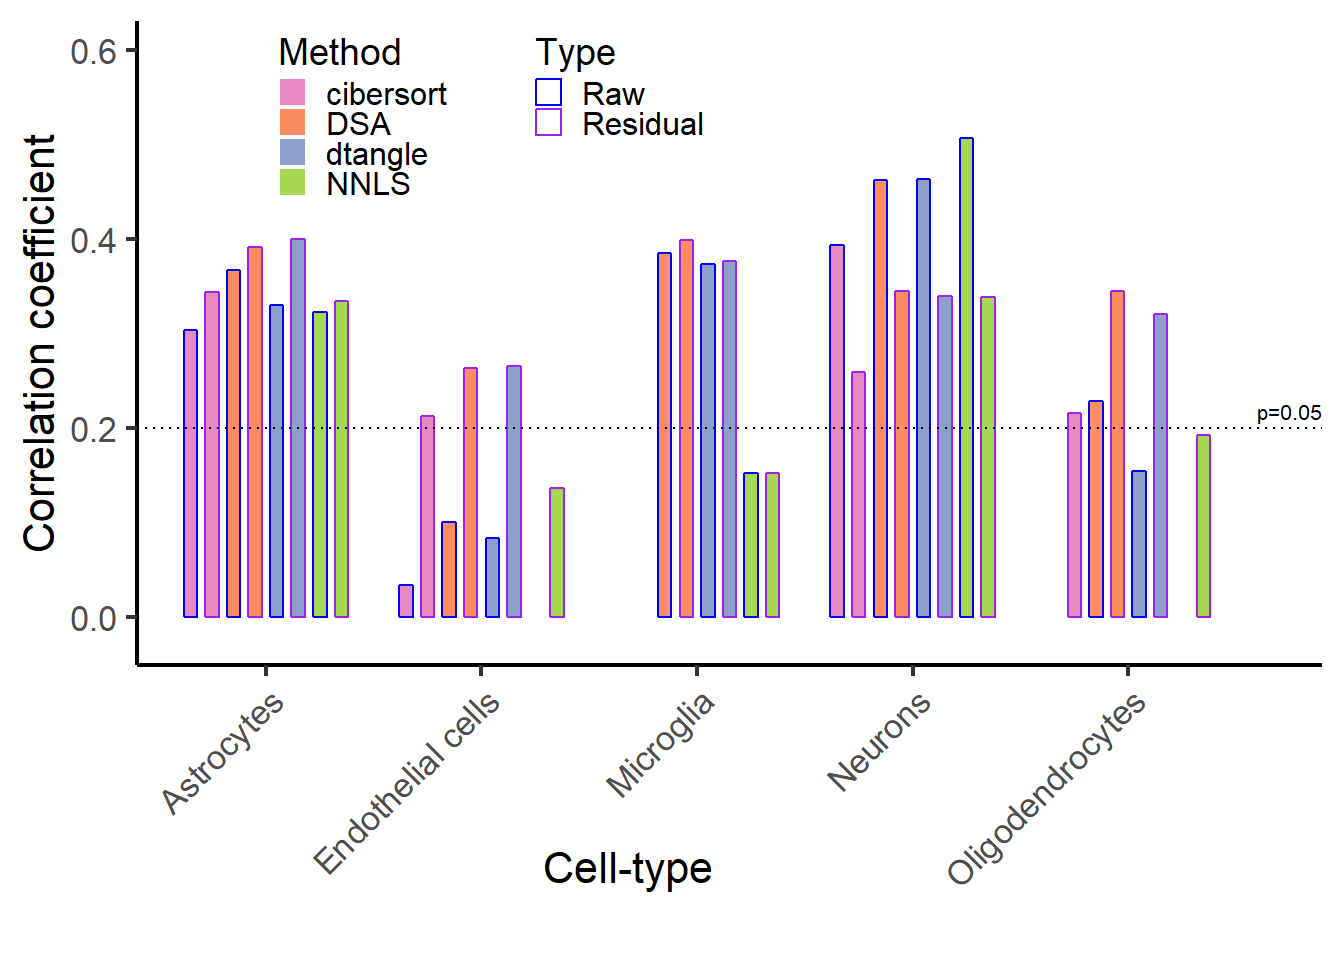 Correlation coefficient
0.6
0.4
0.2
0.0
Method
cibersort
DSA
dtangle
NNLS
Type
Raw
Residual
p=0.05
Astrocytes
Endothelial cells
Microglia
Neurons
Oligodendrocytes
Cell-type